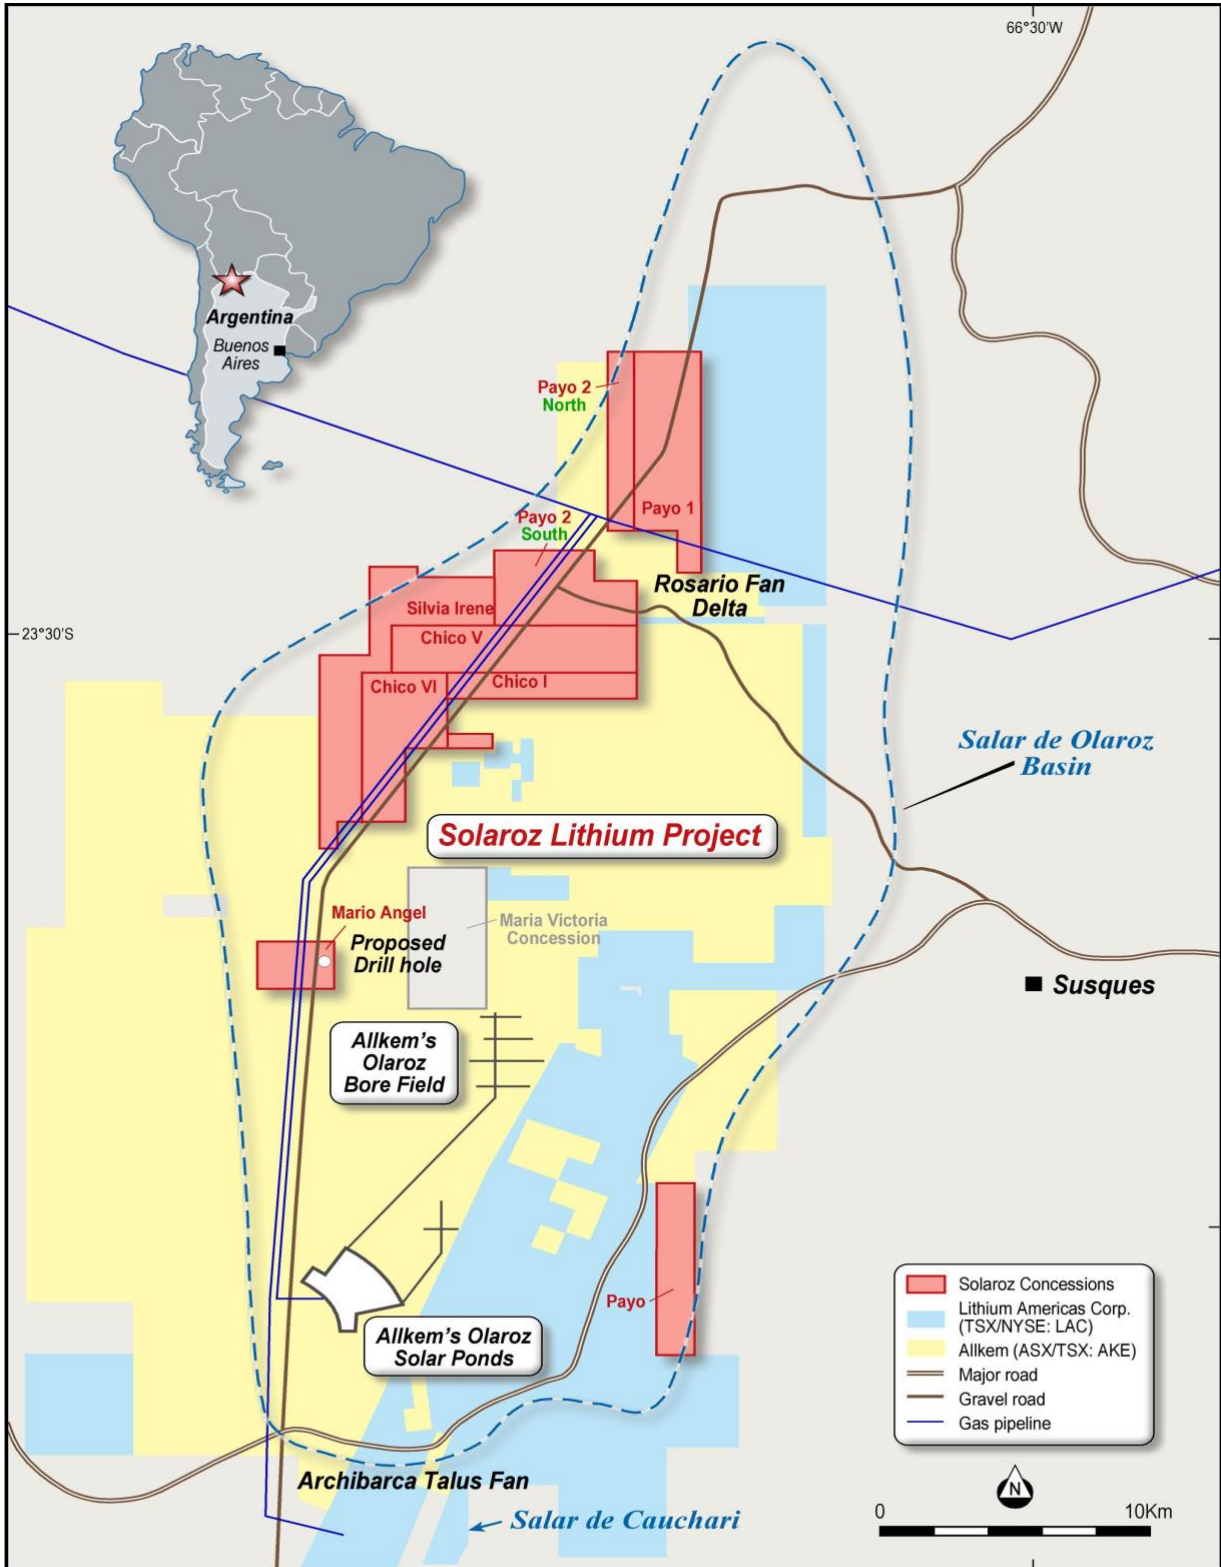 66°30'W
Argentina
Buenos
Aires
Payo 2
North
Payo 1
Payo 2
South
Rosario Fan
Delta
Silvia Irene
23°30'S
Chico V
Chico VI
Chico I
Salar de Olaroz
Basin
Solaroz Lithium Project
Mario Angel
Proposed
Drill hole
Maria Victoria
Concession
Susques
Allkem's
Olaroz
Bore Field
Payo
Allkem's Olaroz
Solar Ponds
Solaroz Concessions
Lithium Americas Corp.
(TSX/NYSE: LAC)
Allkem (ASX/TSX: AKE)
Major road
Gravel road
Gas pipeline
Archibarca Talus Fan
Salar de Cauchari
N
0 10Km